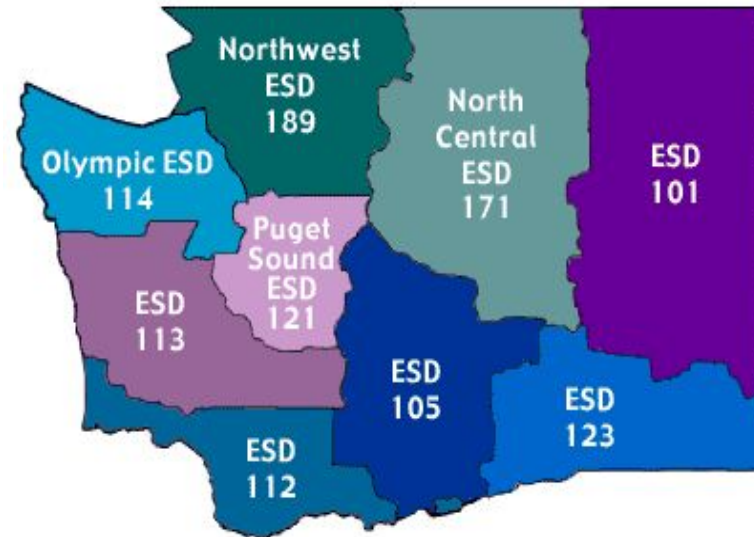 Northwest
ESD
189
North
Central
ESD
171
ESD
101
Olympic ESD
114
Puget
Sound
ESD
121
ESD
113
ESD
105
ESD
123
ESD
112